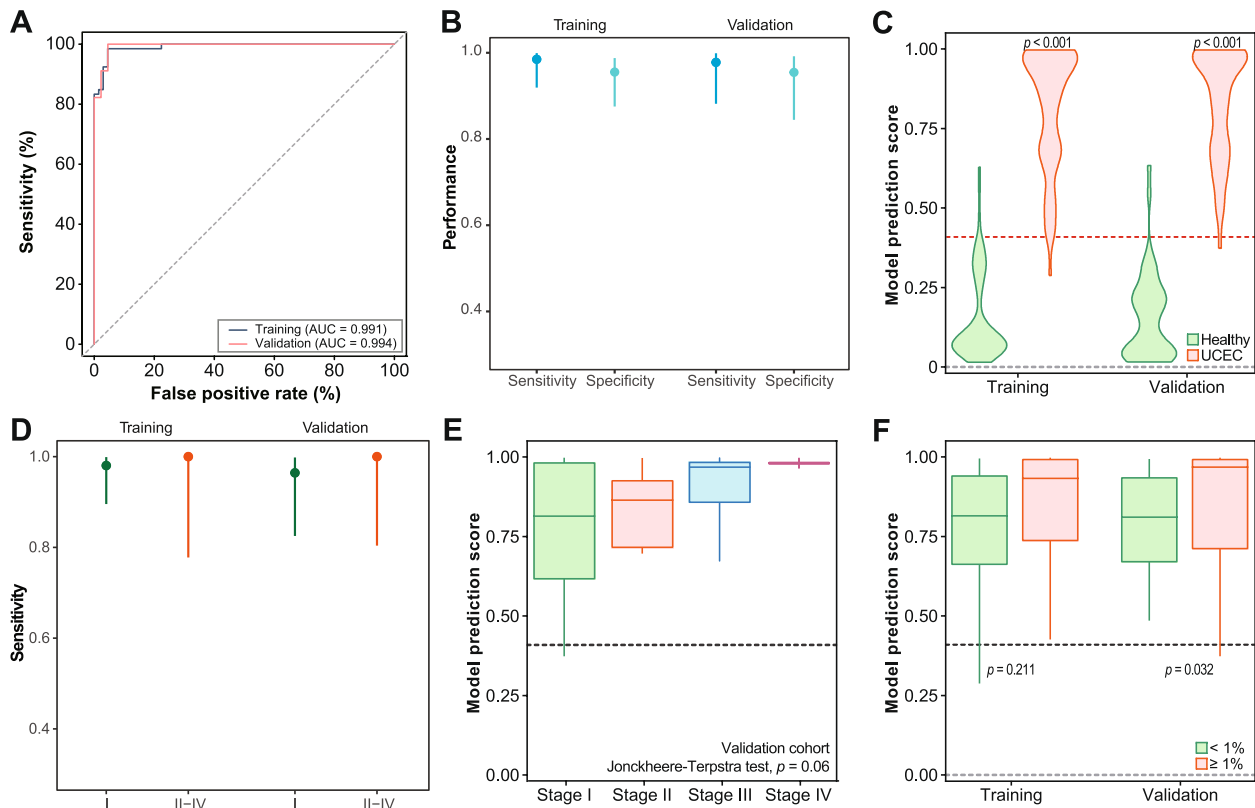 A
Sensitivity (%)
100
80
60
40
20
0
Training (AUC = 0.991)
Validation (AUC = 0.994)
0 20 40 60 80 100
False positive rate (%)
B
Training Validation
Performance
1.0
0.8
0.6
0.4
Sensitivity Specificity Sensitivity Specificity
C
Model prediction score
1.00
0.75
0.50
0.25
0
p < 0.001 p < 0.001
Healthy
UCEC
Training Validation
D
Training Validation
Sensitivity
1.0
0.8
0.6
0.4
I II–IV I II–IV
E
Model prediction score
1.00
0.75
0.50
0.25
0.00
Validation cohort
Jonckheere-Terpstra test, p = 0.06
Stage I Stage II Stage III Stage IV
F
Model prediction score
1.00
0.75
0.50
0.25
0.00
p = 0.211 p = 0.032
< 1%
≥ 1%
Training Validation